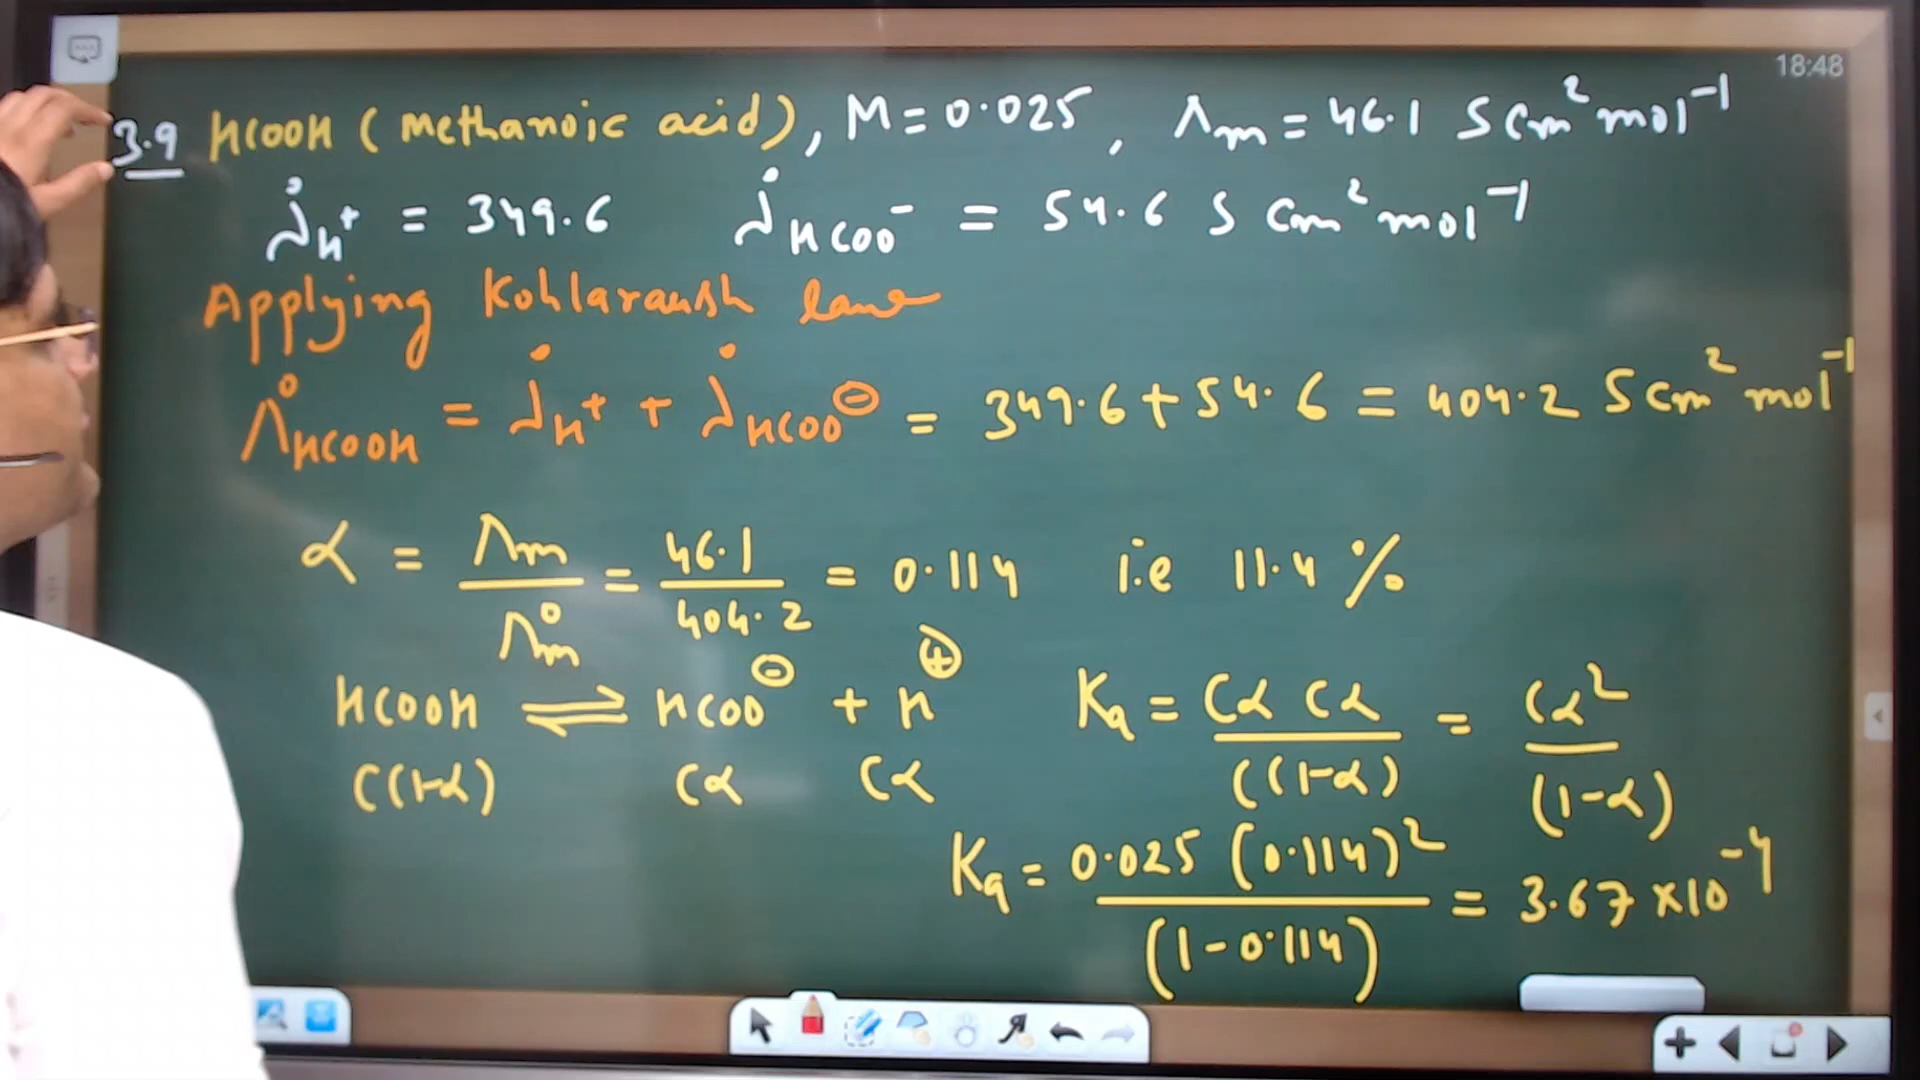 18:48
3.9 HCOOH (methanoic acid), M = 0.025, Λm = 46.1 S cm² mol⁻¹
λ°H⁺ = 349.6 λ°HCOO⁻ = 54.6 S cm² mol⁻¹
Applying Kohlaraush law
Λ°HCOOH = λ°H⁺ + λ°HCOO⊖ = 349.6 + 54.6 = 404.2 S cm² mol⁻¹
α = Λm / Λ°m = 46.1 / 404.2 = 0.114 i.e 11.4 %
HCOOH ⇌ HCOO⊖ + H⊕ Ka = Cα Cα / C(1-α) = Cα² / (1-α)
C(1-α) Cα Cα
Ka = 0.025 (0.114)² / (1 - 0.114) = 3.67 × 10⁻⁴